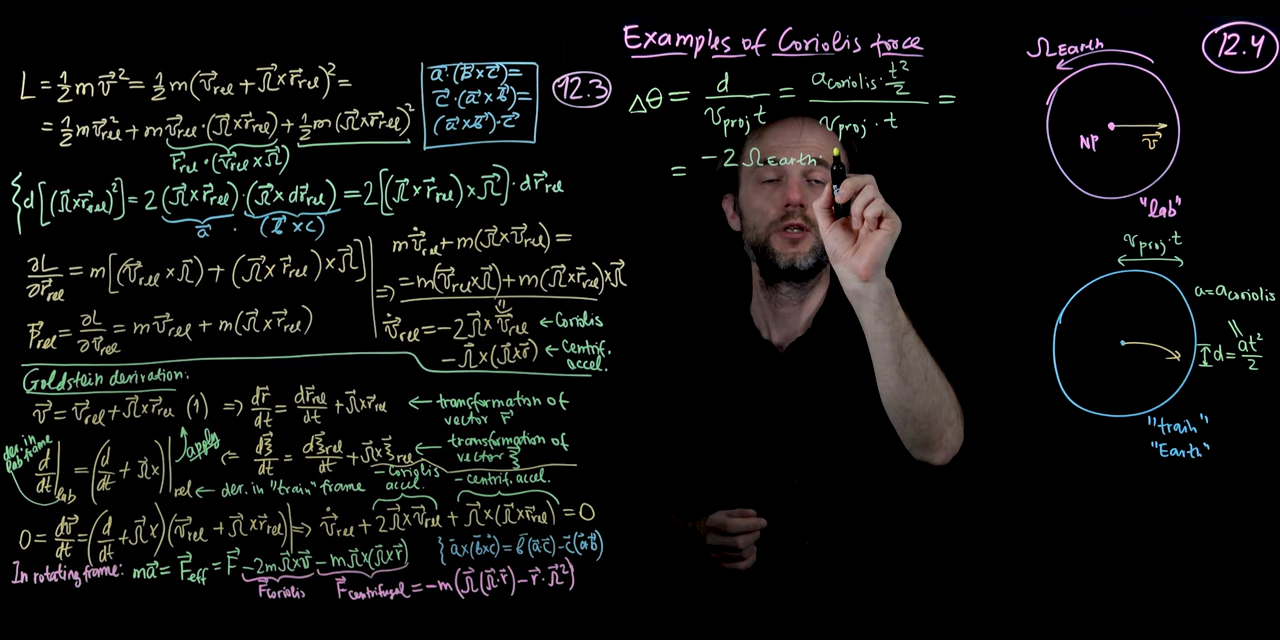 12.3
L = ½mv⃗² = ½m(v⃗rel + Ω⃗×r⃗rel)² =
= ½mv⃗²rel + mv⃗rel·(Ω⃗×r⃗rel) + ½m(Ω⃗×r⃗rel)²
r⃗rel·(v⃗rel×Ω⃗)
a⃗·(b⃗×c⃗)=
c⃗·(a⃗×b⃗)=
(a⃗×b⃗)·c⃗
{d[(Ω⃗×r⃗rel)²] = 2(Ω⃗×r⃗rel)·(Ω⃗×dr⃗rel) = 2[(Ω⃗×r⃗rel)×Ω⃗]·dr⃗rel
a⃗ · (b⃗×c)
∂L/∂r⃗rel = m[(v⃗rel×Ω⃗) + (Ω⃗×r⃗rel)×Ω⃗]
P⃗rel = ∂L/∂v⃗rel = mv⃗rel + m(Ω⃗×r⃗rel)
mv̇⃗rel + m(Ω⃗×v⃗rel) =
⇒ = m(v⃗rel×Ω⃗) + m(Ω⃗×r⃗rel)×Ω⃗
v̇⃗rel = −2Ω⃗×v⃗rel ← Coriolis
−Ω⃗×(Ω⃗×r⃗) ← Centrif. accel.
Goldstein derivation:
v⃗ = v⃗rel + Ω⃗×r⃗rel (1) ⇒ dr⃗/dt = dr⃗rel/dt + Ω⃗×r⃗rel ← transformation of vector r⃗
apply
der. in lab frame
d/dt|lab = (d/dt + Ω⃗×)|rel ⇐ dξ⃗/dt = dξ⃗rel/dt + Ω⃗×ξ⃗rel ← transformation of vector ξ⃗
rel ← der. in "train" frame
−coriolis accel. −centrif. accel.
0 = dv⃗/dt = (d/dt + Ω⃗×)(v⃗rel + Ω⃗×r⃗rel) ⇒ v̇⃗rel + 2Ω⃗×v⃗rel + Ω⃗×(Ω⃗×r⃗rel) = 0
{a⃗×(b⃗×c⃗) = b⃗(a⃗·c⃗) − c⃗(a⃗·b⃗)
In rotating frame: ma⃗ = F⃗eff = F⃗ −2mΩ⃗×v⃗ −mΩ⃗×(Ω⃗×r⃗)
F⃗coriolis F⃗centrifugal = −m(Ω⃗(Ω⃗·r⃗) − r⃗·Ω⃗²)
Examples of Coriolis force
12.4
Δθ = d/(vproj t) = (acoriolis·t²/2)/(vproj·t) =
= −2ΩEarth·
ΩEarth
NP
v⃗
"lab"
vproj·t
a=acoriolis
d = at²/2
"train"
"Earth"